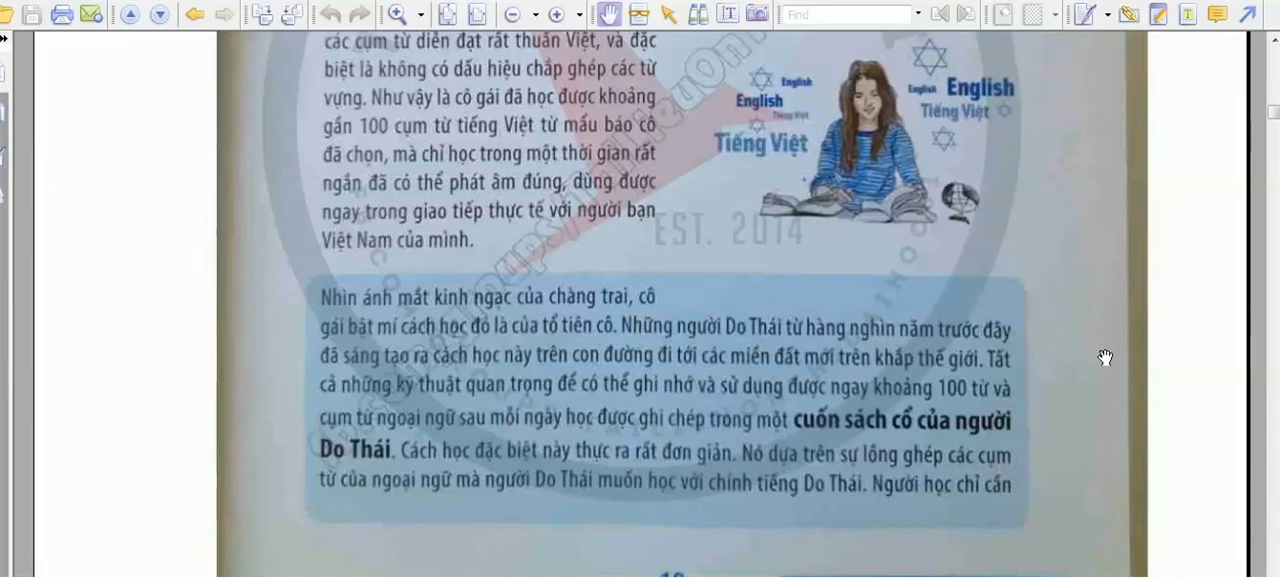 Find
các cụm từ diễn đạt rất thuần Việt, và đặc
biệt là không có dấu hiệu chắp ghép các từ
vựng. Như vậy là cô gái đã học được khoảng
gần 100 cụm từ tiếng Việt từ mẩu báo cô
đã chọn, mà chỉ học trong một thời gian rất
ngắn đã có thể phát âm đúng, dùng được
ngay trong giao tiếp thực tế với người bạn
Việt Nam của mình.
English
English
Tiếng Việt
Tiếng Việt
English
English
Tiếng Việt
EST. 2014
Nhìn ánh mắt kinh ngạc của chàng trai, cô
gái bật mí cách học đó là của tổ tiên cô. Những người Do Thái từ hàng nghìn năm trước đây
đã sáng tạo ra cách học này trên con đường đi tới các miền đất mới trên khắp thế giới. Tất
cả những kỹ thuật quan trọng để có thể ghi nhớ và sử dụng được ngay khoảng 100 từ và
cụm từ ngoại ngữ sau mỗi ngày học được ghi chép trong một cuốn sách cổ của người
Do Thái. Cách học đặc biệt này thực ra rất đơn giản. Nó dựa trên sự lồng ghép các cụm
từ của ngoại ngữ mà người Do Thái muốn học với chính tiếng Do Thái. Người học chỉ cần